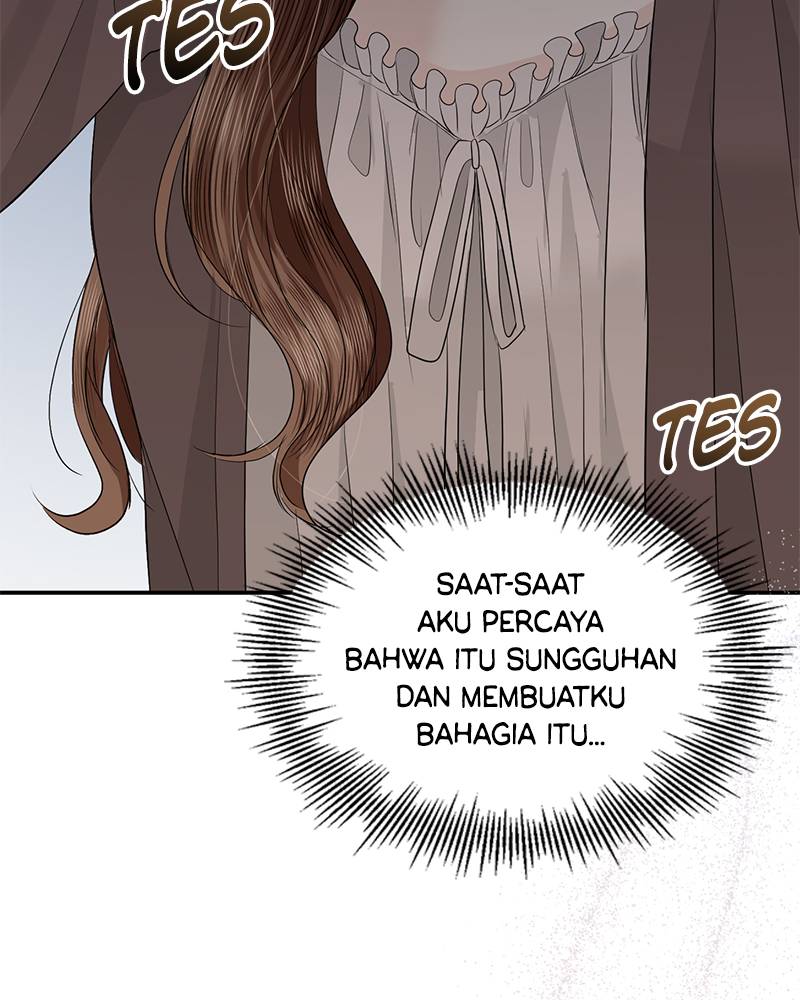 TES
TES
SAAT-SAAT
AKU PERCAYA
BAHWA ITU SUNGGUHAN
DAN MEMBUATKU
BAHAGIA ITU...